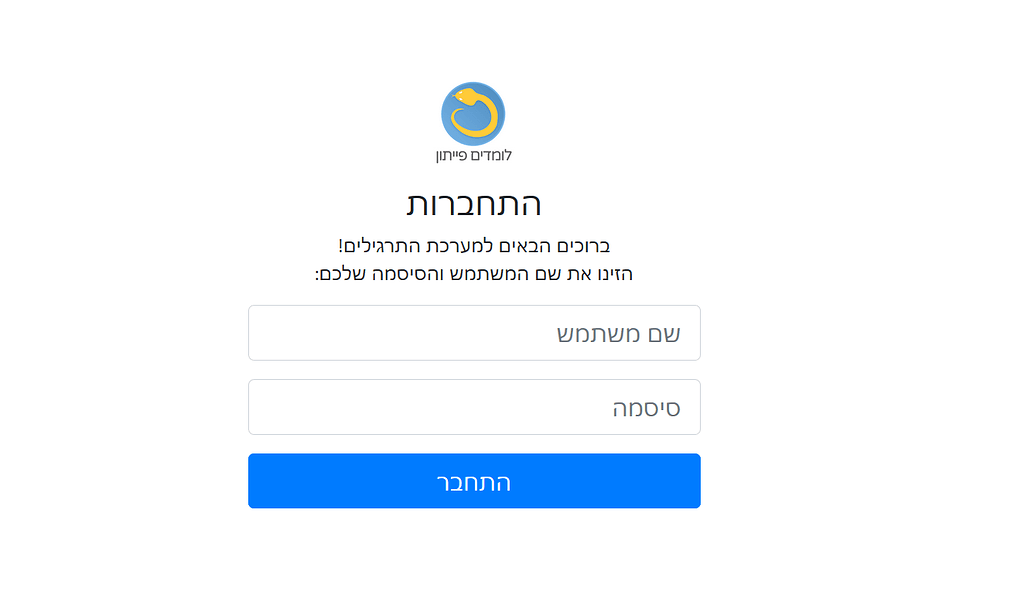 לומדים פייתון
התחברות
ברוכים הבאים למערכת התרגילים!
הזינו את שם המשתמש והסיסמה שלכם:
שם משתמש
סיסמה
התחבר